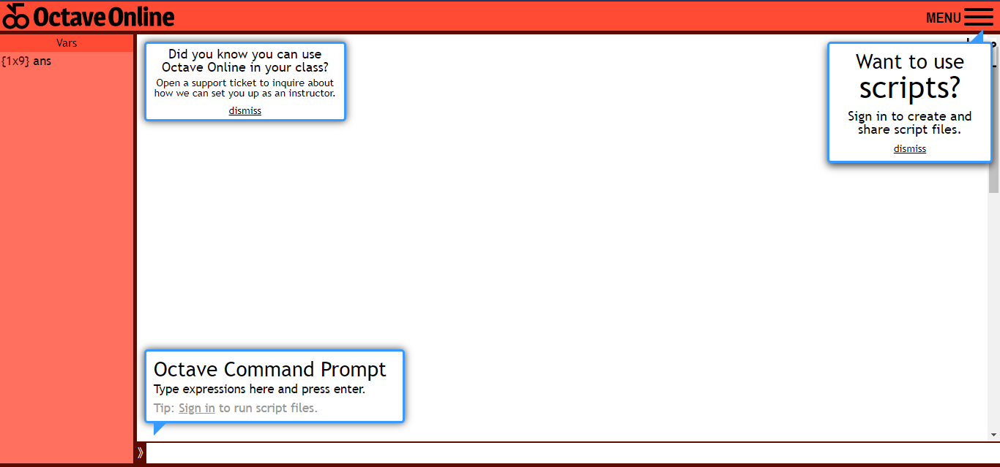 Octave Online
MENU
Vars
{1x9} ans
Did you know you can use
Octave Online in your class?
Open a support ticket to inquire about
how we can set you up as an instructor.
dismiss
Want to use
scripts?
Sign in to create and
share script files.
dismiss
Octave Command Prompt
Type expressions here and press enter.
Tip: Sign in to run script files.
》